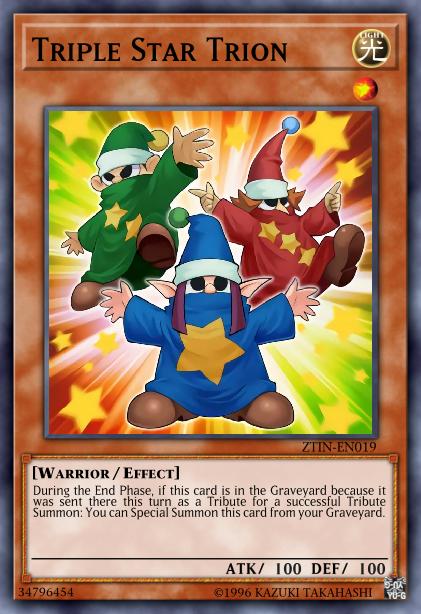 Triple Star Trion
LIGHT
光
ZTIN-EN019
[Warrior / Effect]
During the End Phase, if this card is in the Graveyard because it
was sent there this turn as a Tribute for a successful Tribute
Summon: You can Special Summon this card from your Graveyard.
ATK/ 100 DEF/ 100
34796454
©1996 KAZUKI TAKAHASHI